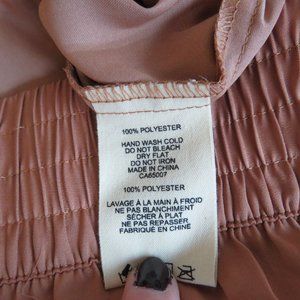 100% POLYESTER
HAND WASH COLD
DO NOT BLEACH
DRY FLAT
DO NOT IRON
MADE IN CHINA
CA65007
100% POLYESTER
LAVAGE À LA MAIN À FROID
NE PAS BLANCHIMENT
SÉCHER À PLAT
NE PAS REPASSER
FABRIQUÉ EN CHINE